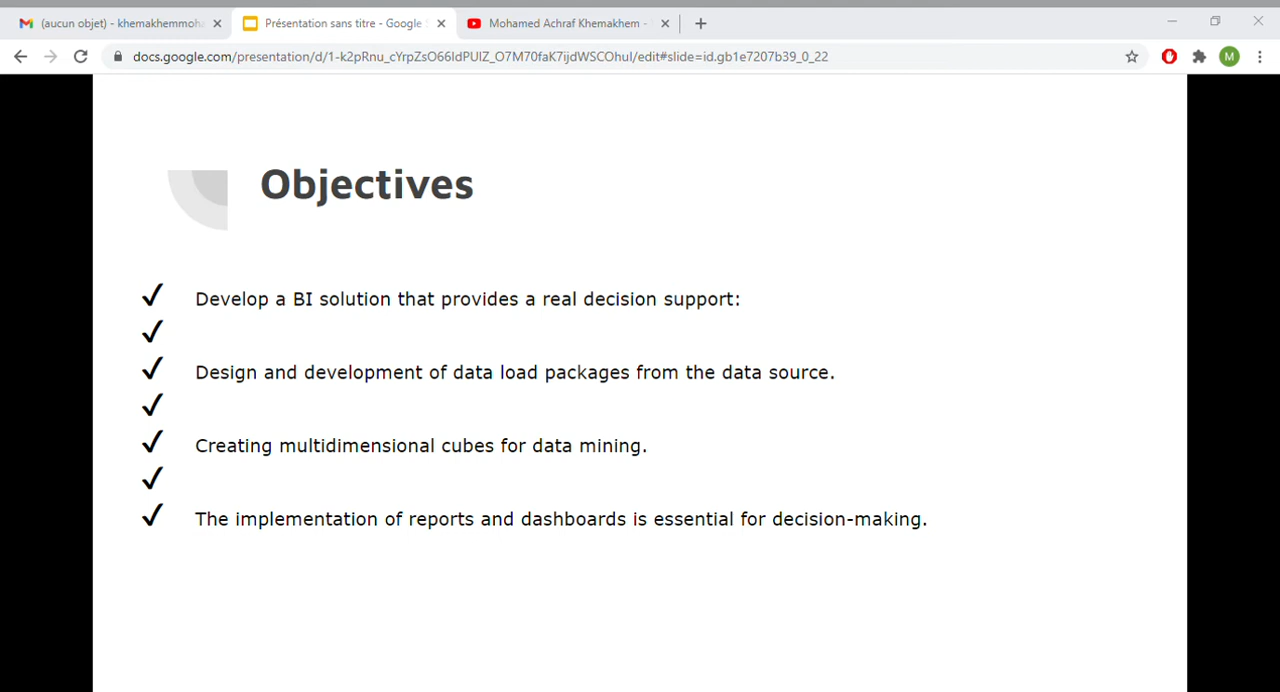 (aucun objet) - khemakhemmoha
Présentation sans titre - Google S
Mohamed Achraf Khemakhem -
docs.google.com/presentation/d/1-k2pRnu_cYrpZsO66IdPUlZ_O7M70faK7ijdWSCOhuI/edit#slide=id.gb1e7207b39_0_22
M
Objectives
✓ Develop a BI solution that provides a real decision support:
✓
✓ Design and development of data load packages from the data source.
✓
✓ Creating multidimensional cubes for data mining.
✓
✓ The implementation of reports and dashboards is essential for decision-making.